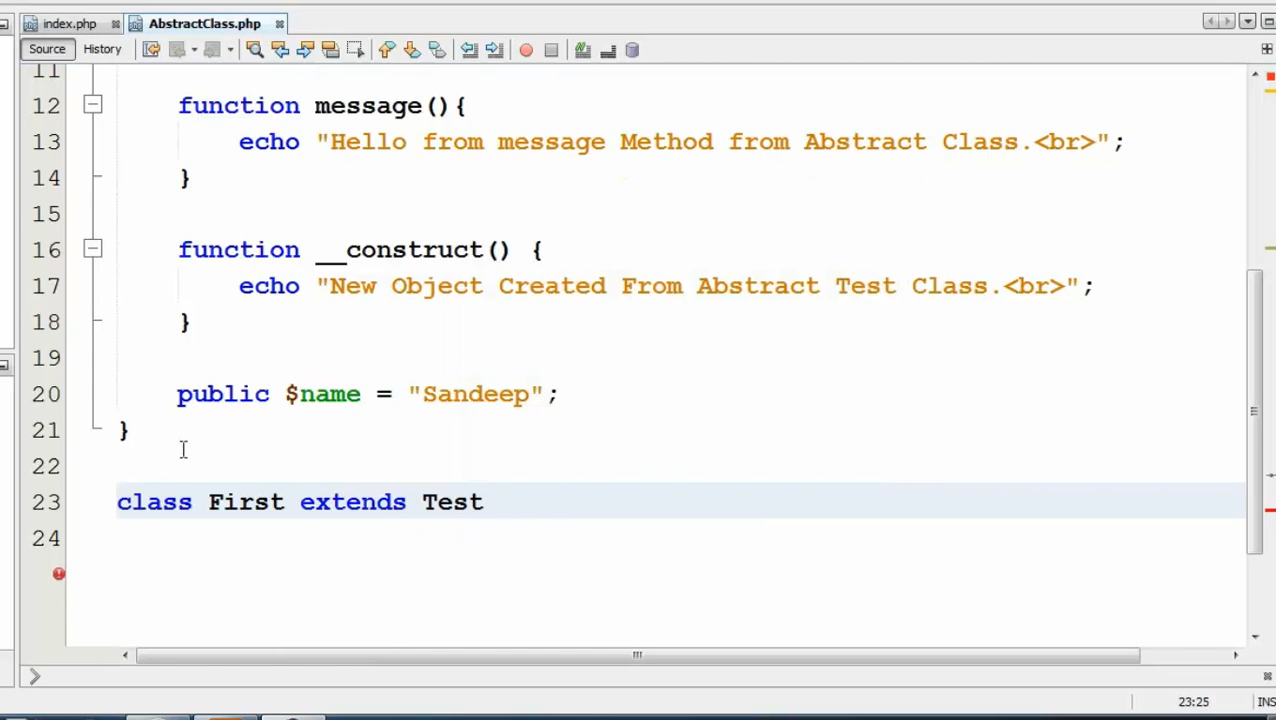 index.php AbstractClass.php
Source History
11
12 function message(){
13 echo "Hello from message Method from Abstract Class.<br>";
14 }
15
16 function __construct() {
17 echo "New Object Created From Abstract Test Class.<br>";
18 }
19
20 public $name = "Sandeep";
21 }
22
23 class First extends Test
24
23:25 INS